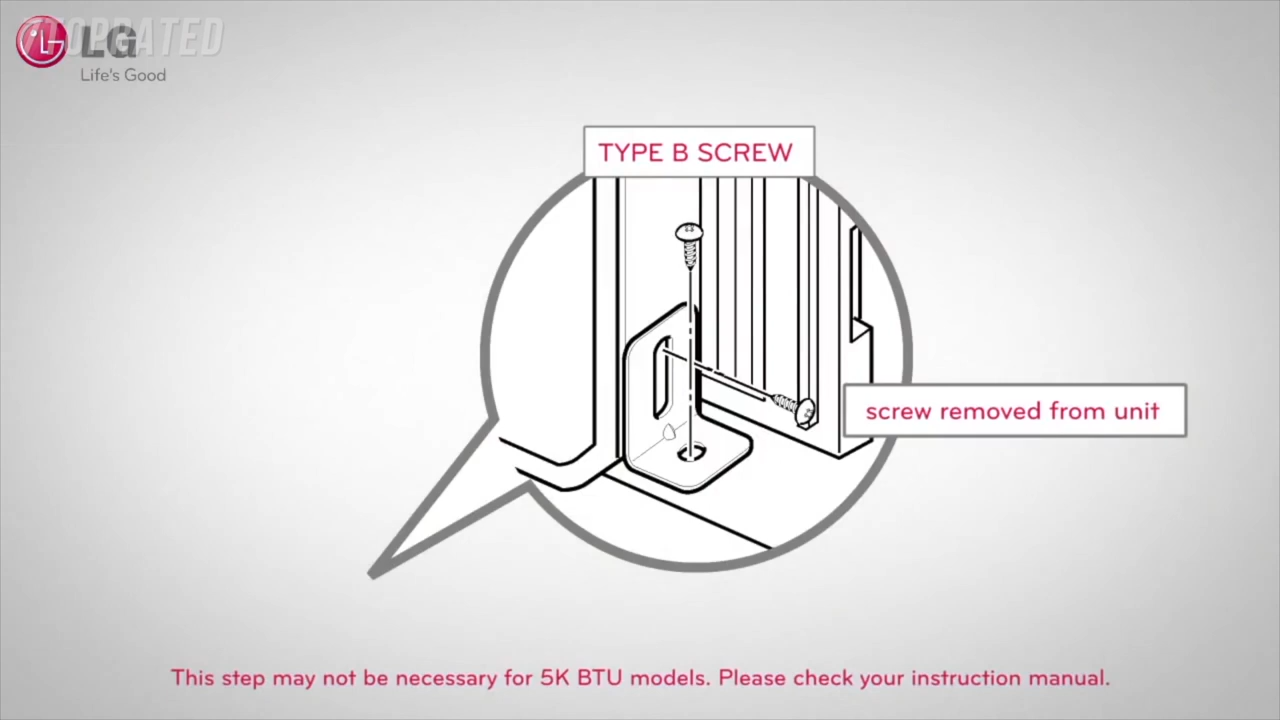 7TOPRATED
LG
Life's Good
TYPE B SCREW
screw removed from unit
This step may not be necessary for 5K BTU models. Please check your instruction manual.